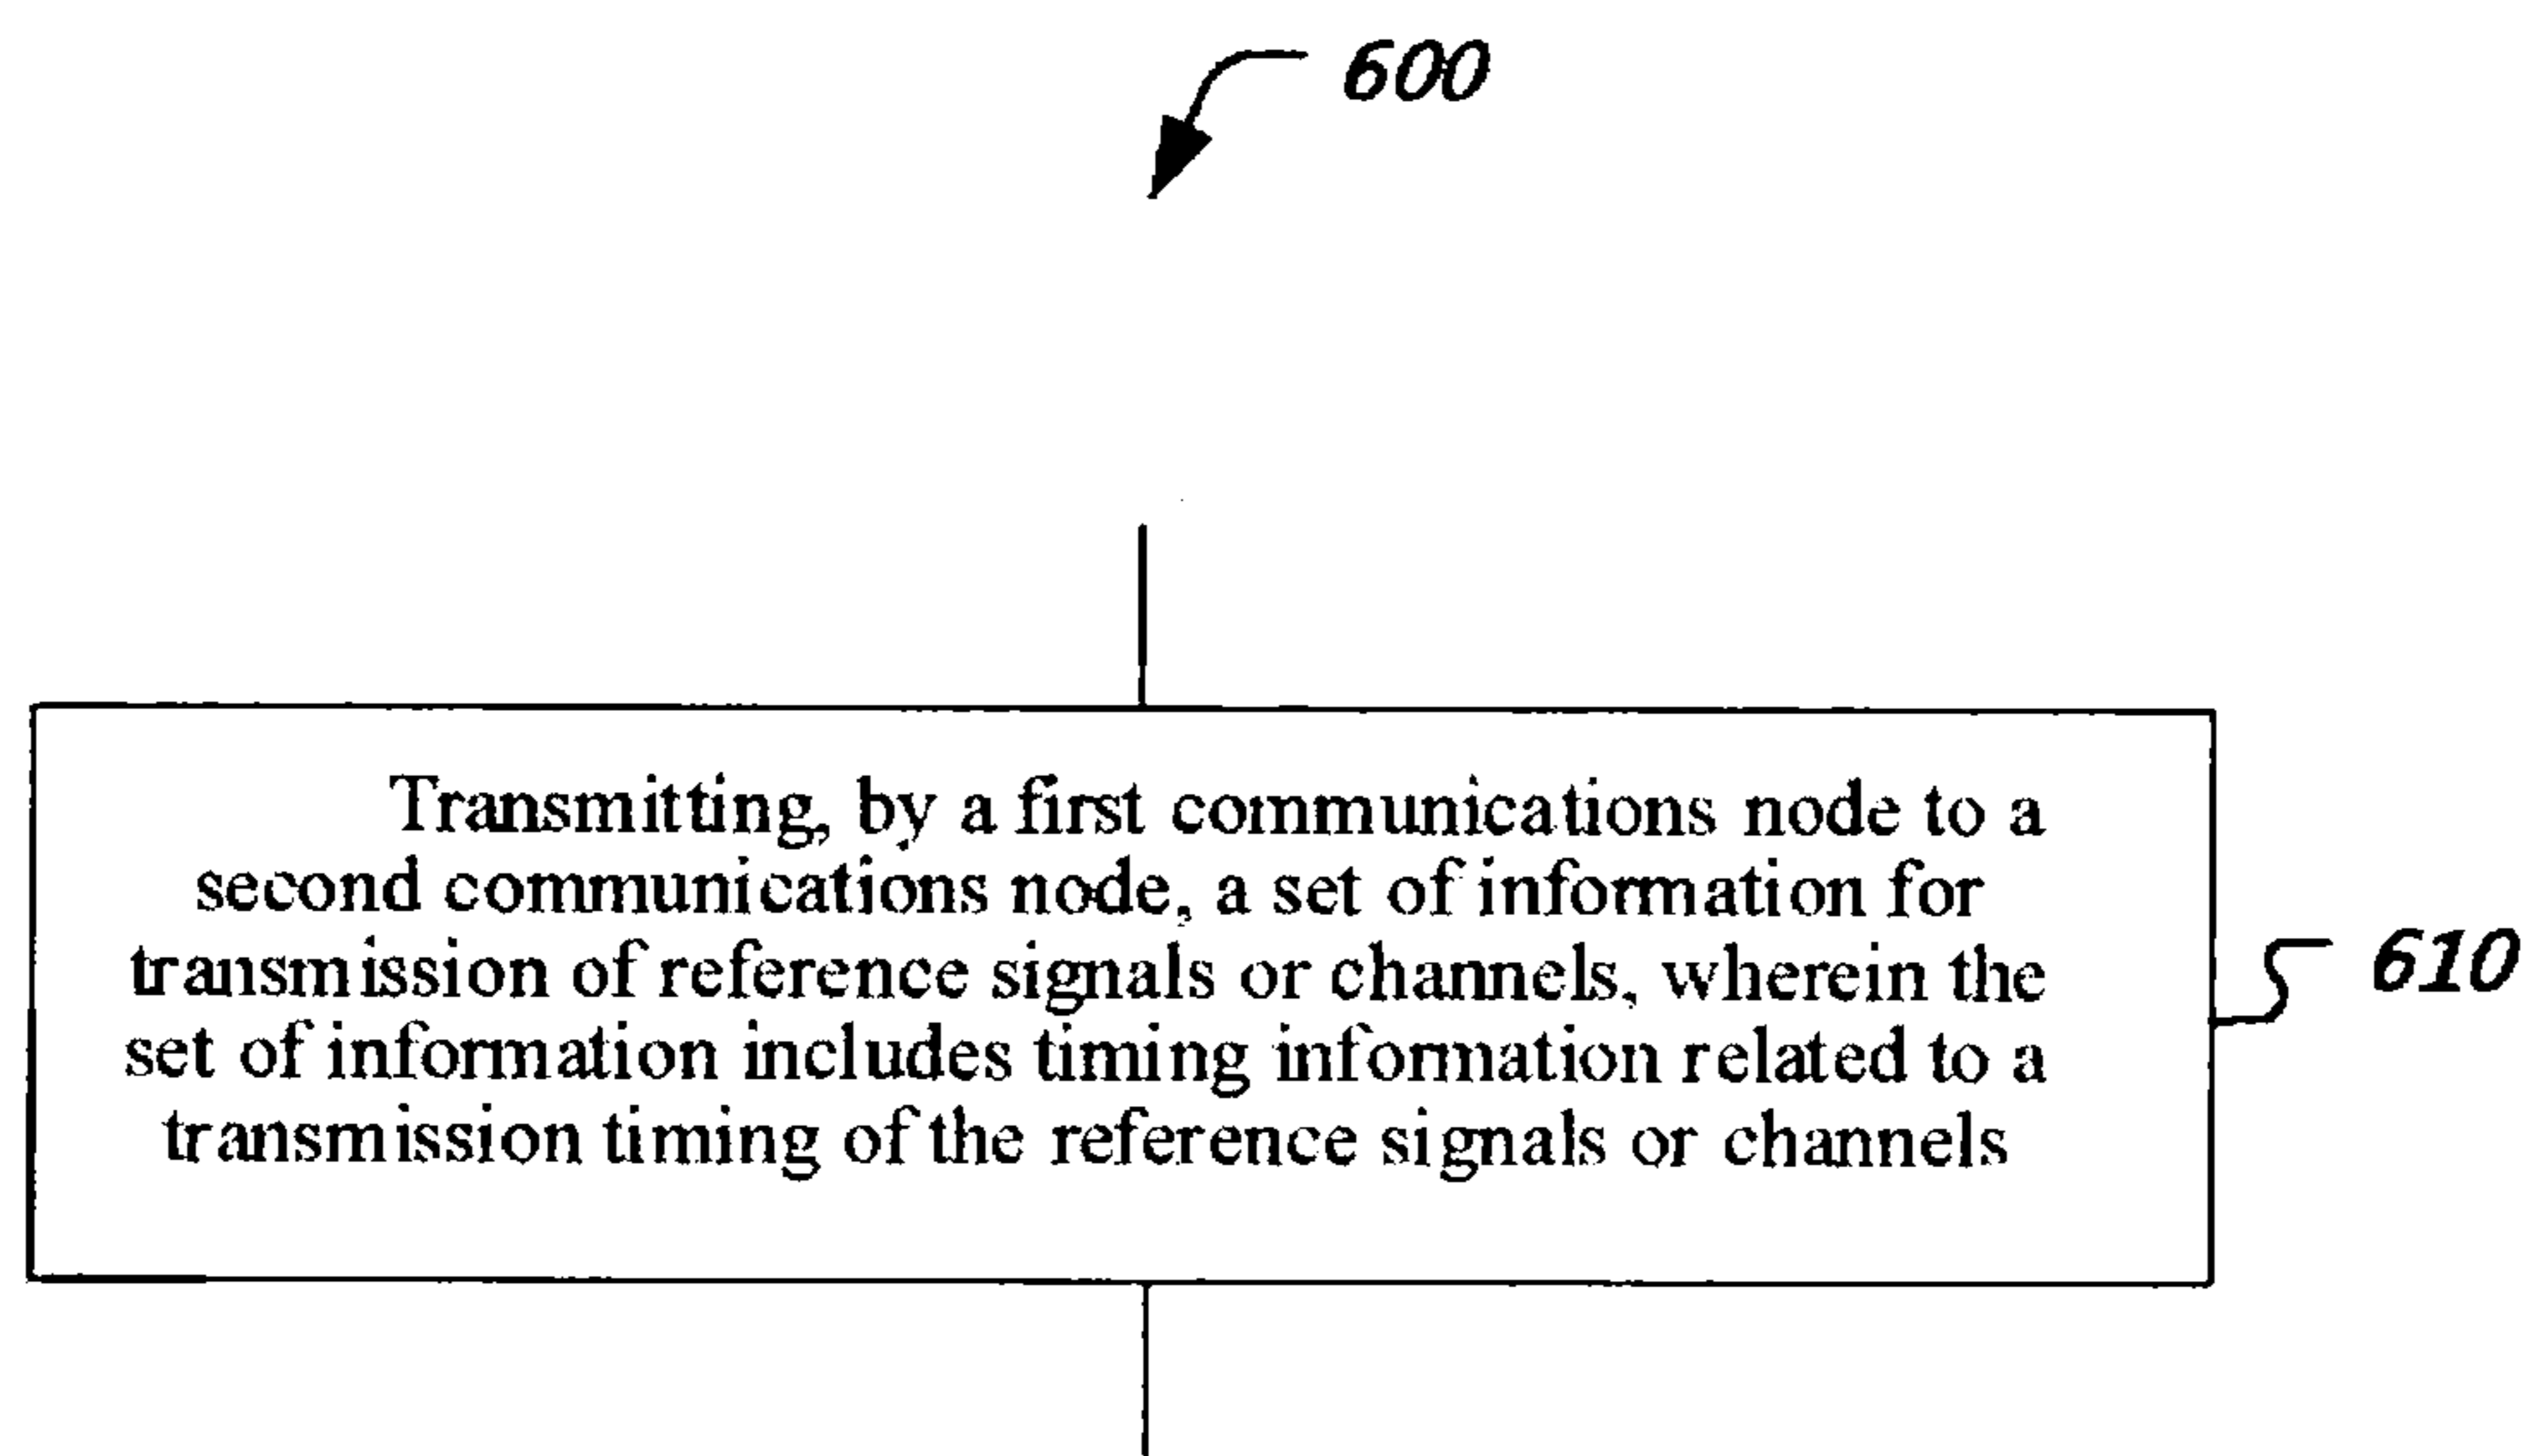 600
Transmitting, by a first communications node to a
second communications node, a set of information for
transmission of reference signals or channels, wherein the
set of information includes timing information related to a
transmission timing of the reference signals or channels
610